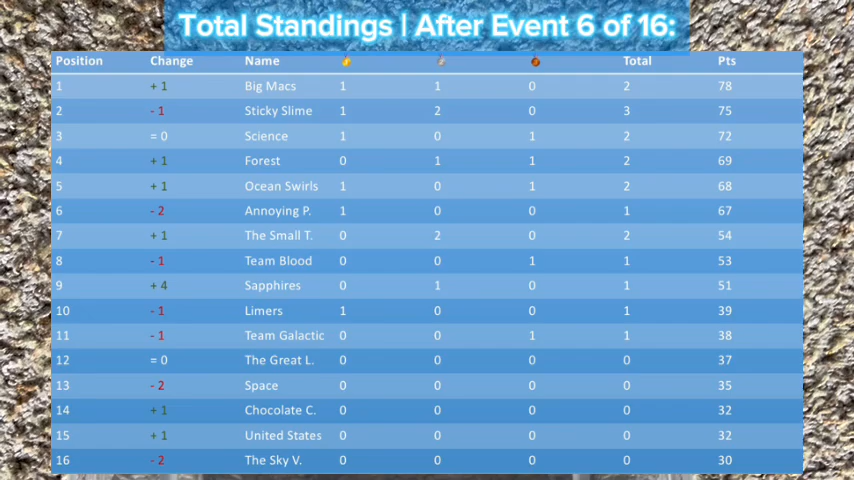 Total Standings | After Event 6 of 16:
Position Change Name Total Pts
1 + 1 Big Macs 1 1 0 2 78
2 - 1 Sticky Slime 1 2 0 3 75
3 = 0 Science 1 0 1 2 72
4 + 1 Forest 0 1 1 2 69
5 + 1 Ocean Swirls 1 0 1 2 68
6 - 2 Annoying P. 1 0 0 1 67
7 + 1 The Small T. 0 2 0 2 54
8 - 1 Team Blood 0 0 1 1 53
9 + 4 Sapphires 0 1 0 1 51
10 - 1 Limers 1 0 0 1 39
11 - 1 Team Galactic 0 0 1 1 38
12 = 0 The Great L. 0 0 0 0 37
13 - 2 Space 0 0 0 0 35
14 + 1 Chocolate C. 0 0 0 0 32
15 + 1 United States 0 0 0 0 32
16 - 2 The Sky V. 0 0 0 0 30